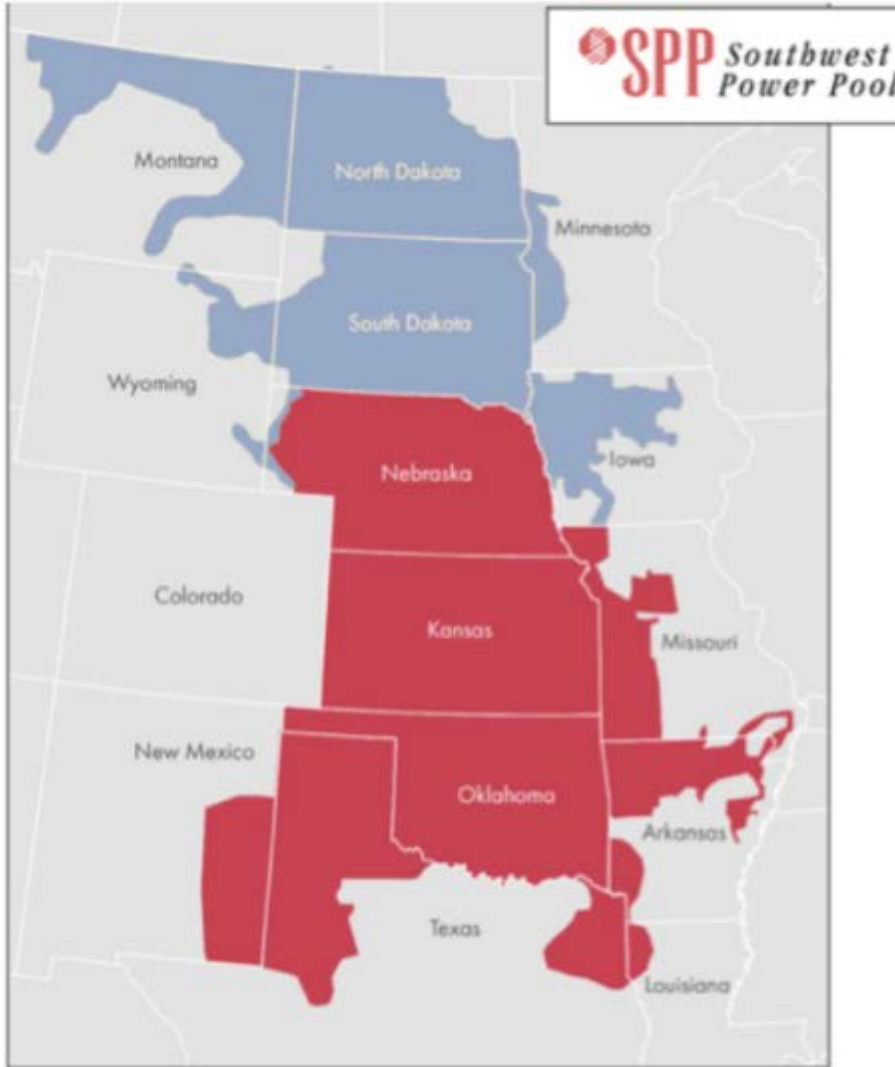 SPP Southwest
Power Pool
Montana
North Dakota
Minnesota
South Dakota
Wyoming
Iowa
Nebraska
Colorado
Kansas
Missouri
New Mexico
Oklahoma
Arkansas
Texas
Louisiana